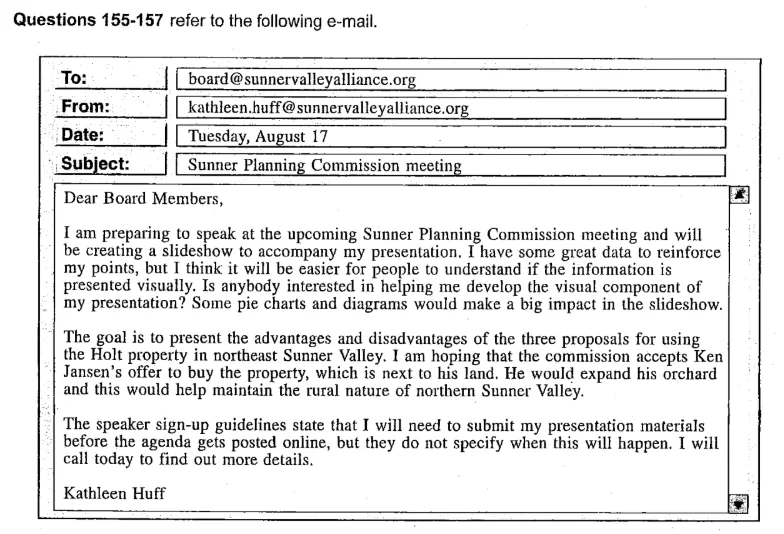 Questions 155-157 refer to the following e-mail.
To: board@sunnervalleyalliance.org
From: kathleen.huff@sunnervalleyalliance.org
Date: Tuesday, August 17
Subject: Sunner Planning Commission meeting
Dear Board Members,
I am preparing to speak at the upcoming Sunner Planning Commission meeting and will
be creating a slideshow to accompany my presentation. I have some great data to reinforce
my points, but I think it will be easier for people to understand if the information is
presented visually. Is anybody interested in helping me develop the visual component of
my presentation? Some pie charts and diagrams would make a big impact in the slideshow.
The goal is to present the advantages and disadvantages of the three proposals for using
the Holt property in northeast Sunner Valley. I am hoping that the commission accepts Ken
Jansen's offer to buy the property, which is next to his land. He would expand his orchard
and this would help maintain the rural nature of northern Sunner Valley.
The speaker sign-up guidelines state that I will need to submit my presentation materials
before the agenda gets posted online, but they do not specify when this will happen. I will
call today to find out more details.
Kathleen Huff